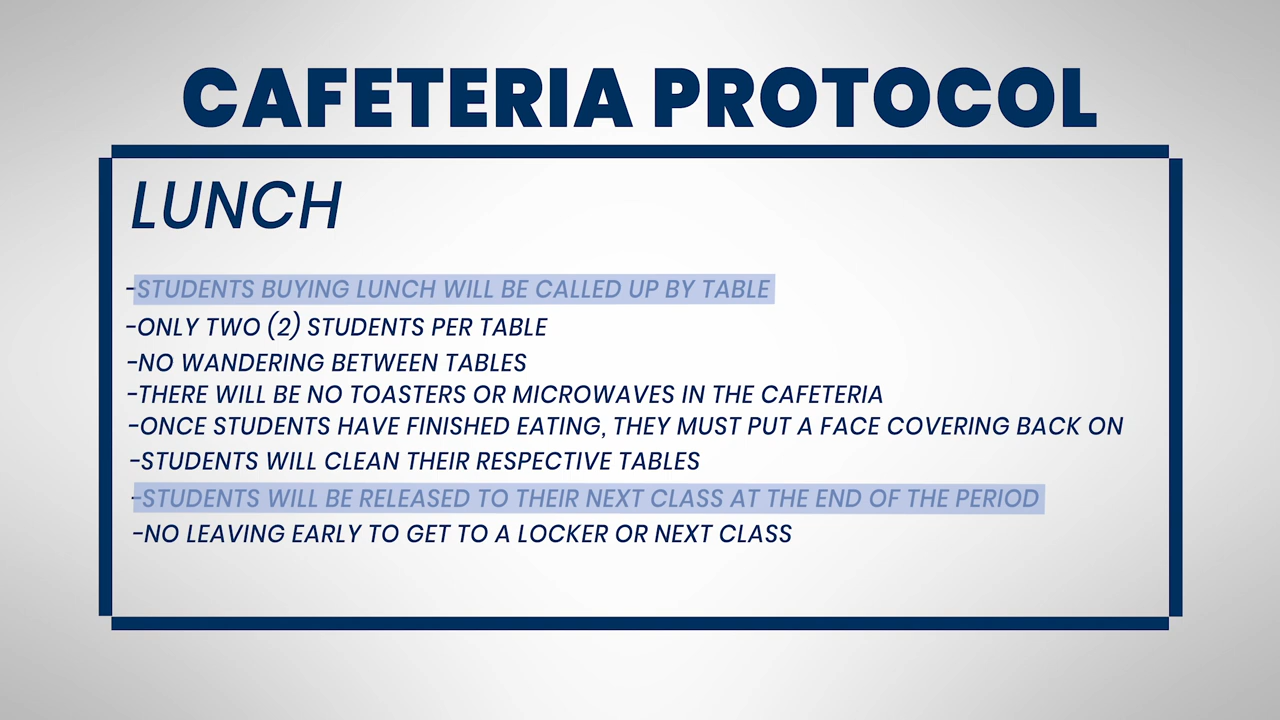 CAFETERIA PROTOCOL
LUNCH
-STUDENTS BUYING LUNCH WILL BE CALLED UP BY TABLE
-ONLY TWO (2) STUDENTS PER TABLE
-NO WANDERING BETWEEN TABLES
-THERE WILL BE NO TOASTERS OR MICROWAVES IN THE CAFETERIA
-ONCE STUDENTS HAVE FINISHED EATING, THEY MUST PUT A FACE COVERING BACK ON
-STUDENTS WILL CLEAN THEIR RESPECTIVE TABLES
-STUDENTS WILL BE RELEASED TO THEIR NEXT CLASS AT THE END OF THE PERIOD
-NO LEAVING EARLY TO GET TO A LOCKER OR NEXT CLASS